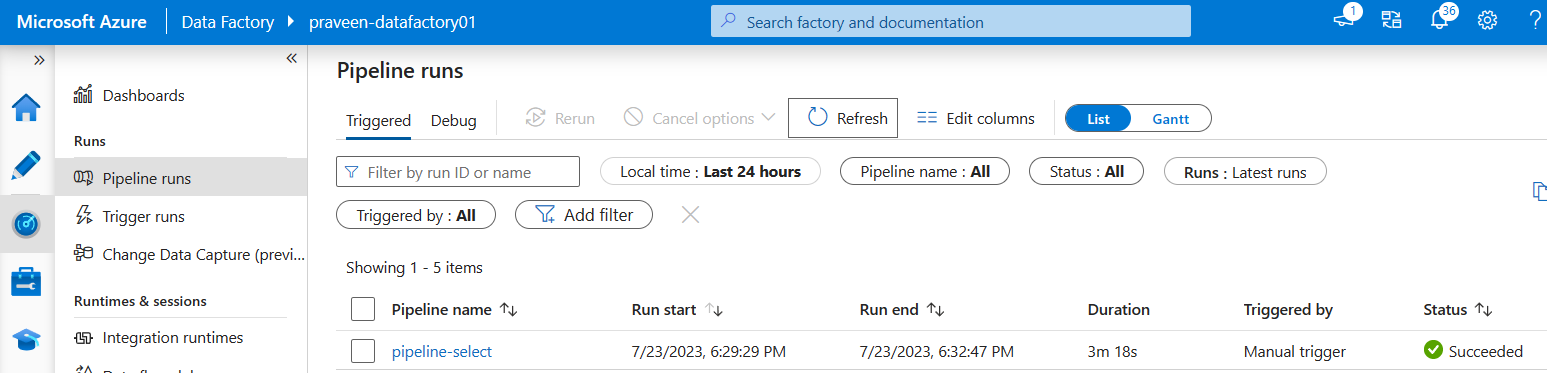 Microsoft Azure Data Factory praveen-datafactory01 Search factory and documentation 1 36 ?
Dashboards
Runs
Pipeline runs
Trigger runs
Change Data Capture (previ...
Runtimes & sessions
Integration runtimes
Pipeline runs
Triggered Debug Rerun Cancel options Refresh Edit columns List Gantt
Filter by run ID or name Local time : Last 24 hours Pipeline name : All Status : All Runs : Latest runs
Triggered by : All Add filter
Showing 1 - 5 items
Pipeline name Run start Run end Duration Triggered by Status
pipeline-select 7/23/2023, 6:29:29 PM 7/23/2023, 6:32:47 PM 3m 18s Manual trigger Succeeded